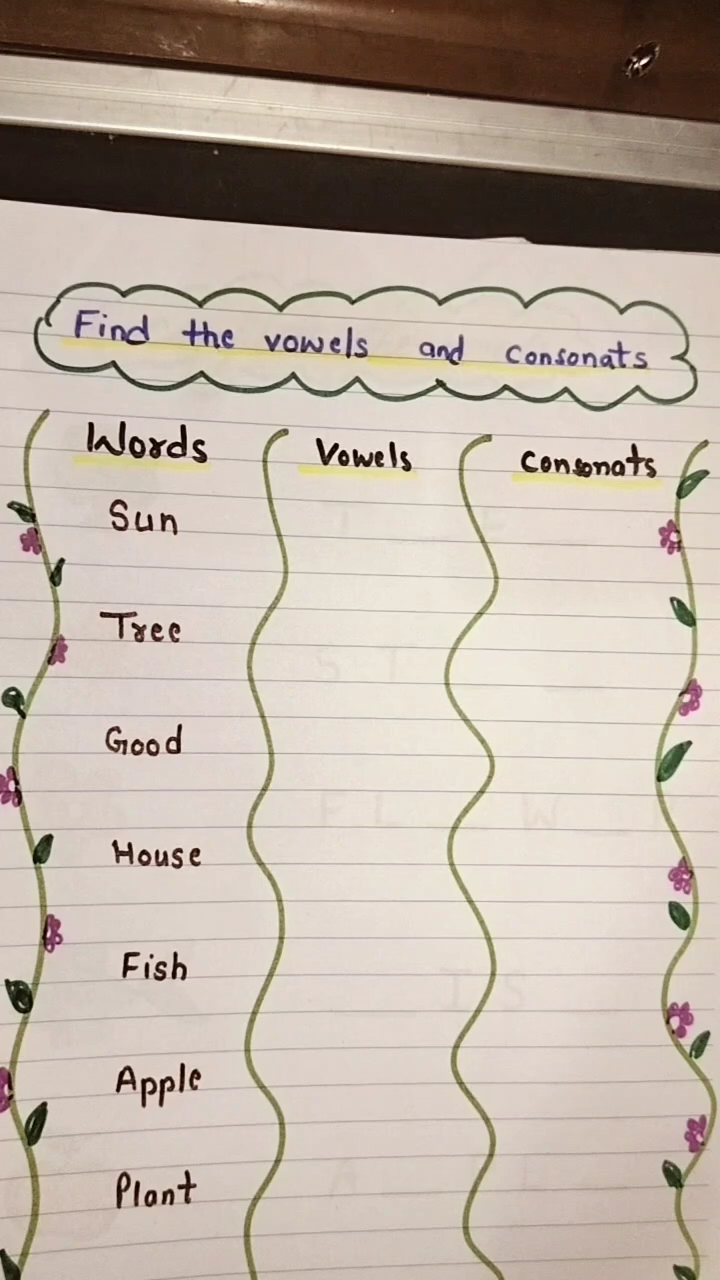 Find the vowels and consonats
Words Vowels Consonats
Sun
Tree
Good
House
Fish
Apple
Plant